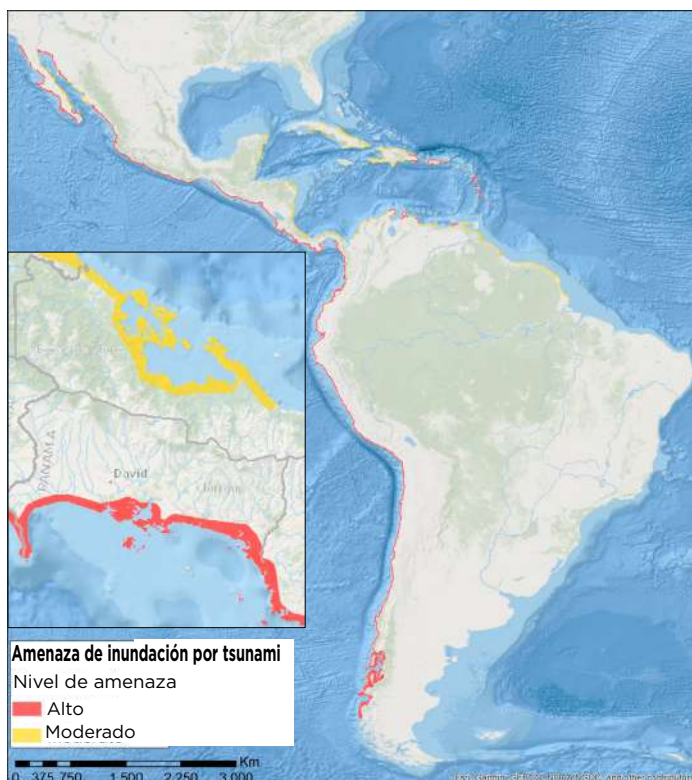 PANAMÁ
David
Amenaza de inundación por tsunami
Nivel de amenaza
Alto
Moderado
Km
0 375 750 1.500 2.250 3.000